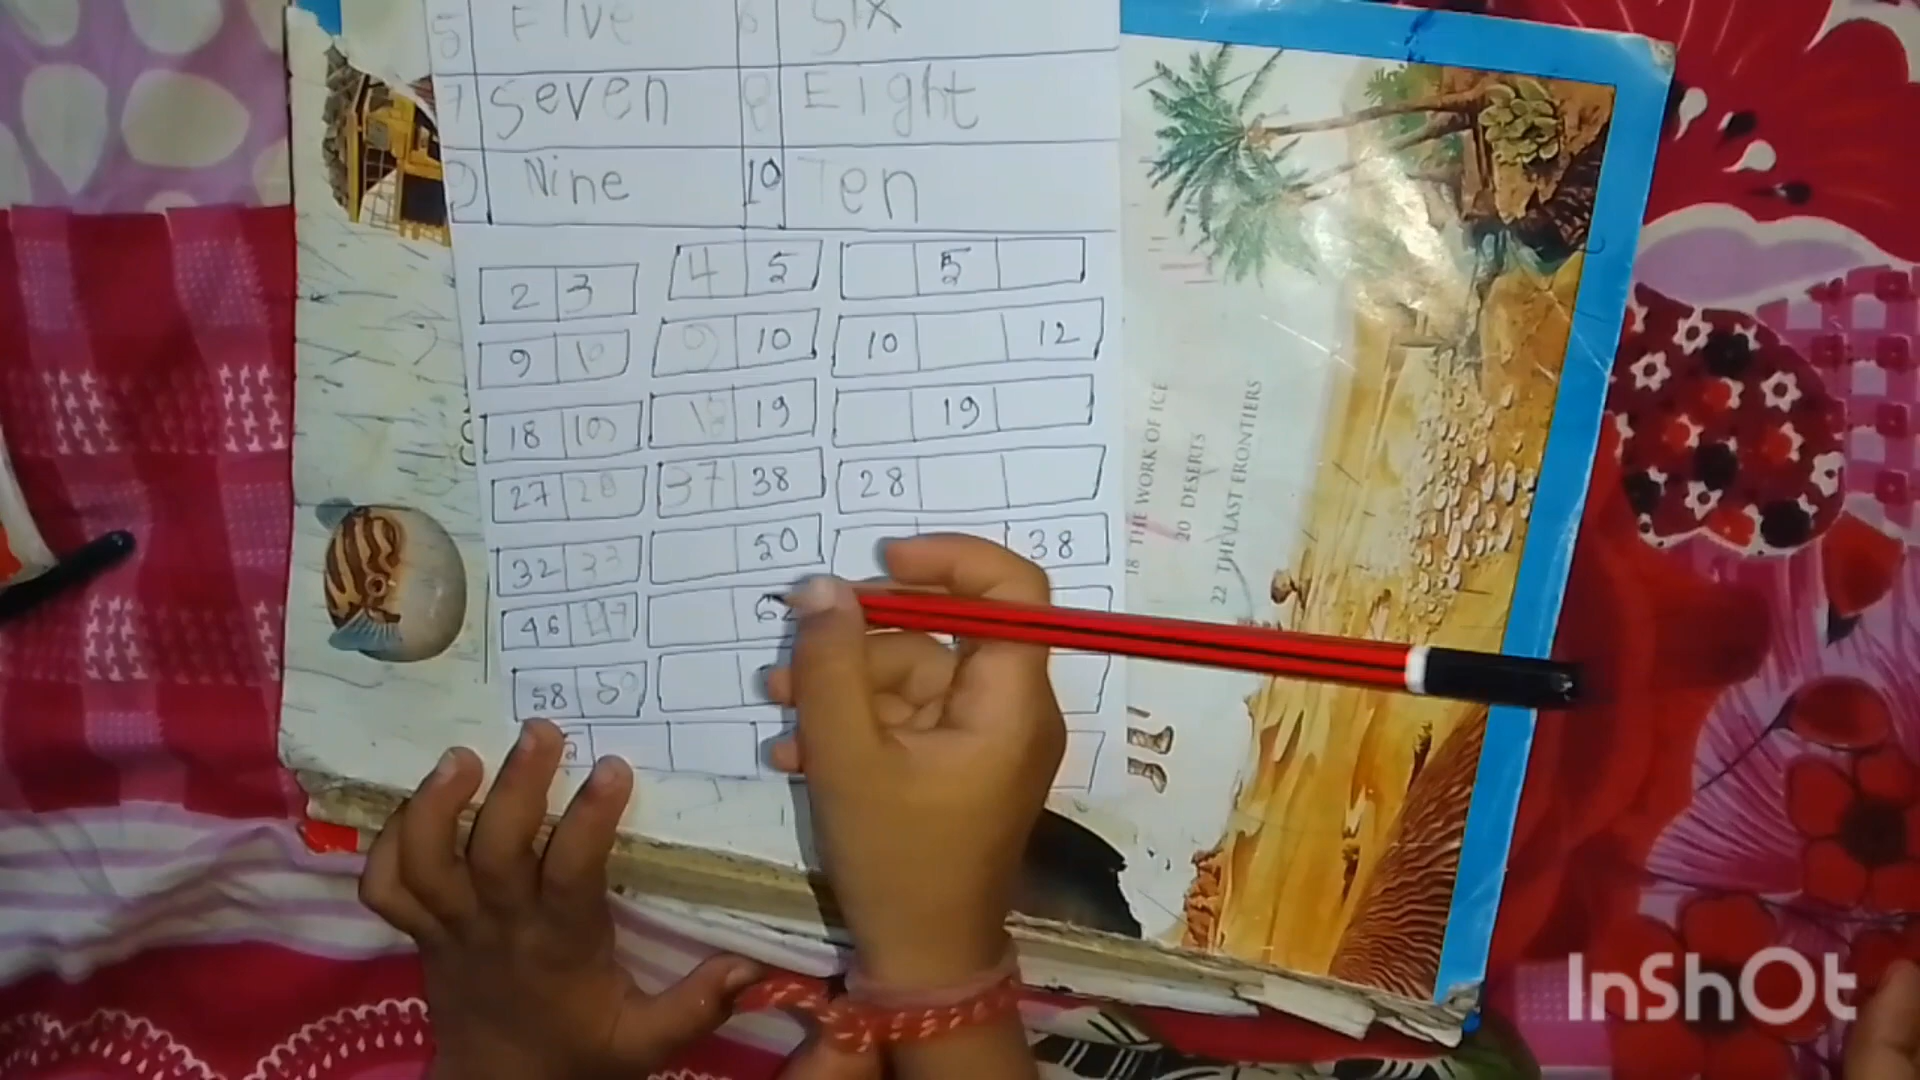 5 Five 6 Six
7 Seven 8 Eight
9 Nine 10 Ten
2 3 4 5 5
9 10 9 10 10 12
18 19 18 19 19
27 28 37 38 28
32 33 50 38
46 47 62
58 59
THE WORK OF ICE 18
20 DESERTS
22 THE LAST FRONTIERS
InShOt